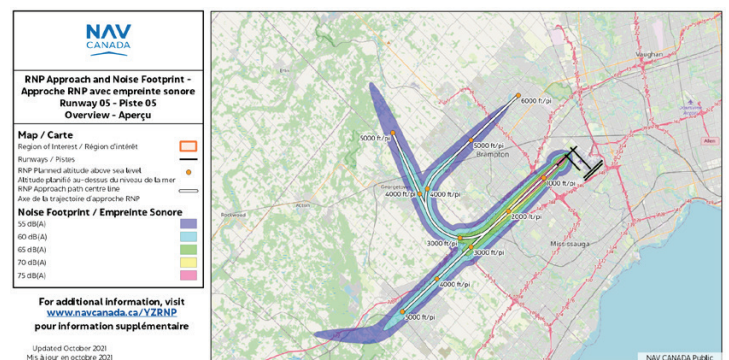 NAV
CANADA
RNP Approach and Noise Footprint -
Approche RNP avec empreinte sonore
Runway 05 - Piste 05
Overview - Aperçu
Map / Carte
Region of Interest / Région d'intérêt
Runways / Pistes
RNP Planned altitude above sea level
Altitude planifié au-dessus du niveau de la mer
RNP Approach path centre line
Axe de la trajectoire d'approche RNP
Noise Footprint / Empreinte Sonore
55 dB(A)
60 dB(A)
65 dB(A)
70 dB(A)
75 dB(A)
For additional information, visit
www.navcanada.ca/YZRNP
pour information supplémentaire
Updated October 2021
Mis à jour en octobre 2021
Vaughan
6000 ft/pi
5000 ft/pi
5000 ft/pi
Brampton
1000 ft/pi
Georgetown
4000 ft/pi
4000 ft/pi
Acton
Rockwood
2000 ft/pi
3000 ft/pi
Mississauga
3000 ft/pi
4000 ft/pi
5000 ft/pi
NAV CANADA Public